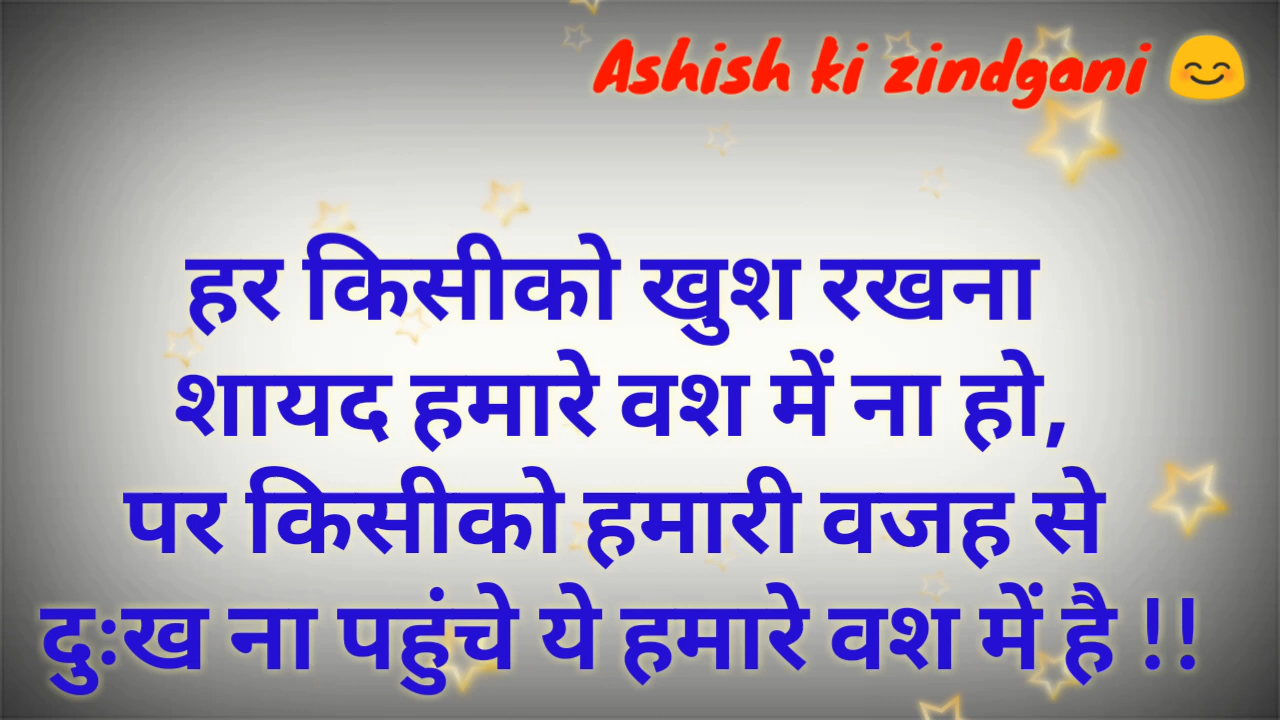 Ashish ki zindgani 😊
हर किसीको खुश रखना
शायद हमारे वश में ना हो,
पर किसीको हमारी वजह से
दुःख ना पहुंचे ये हमारे वश में है !!